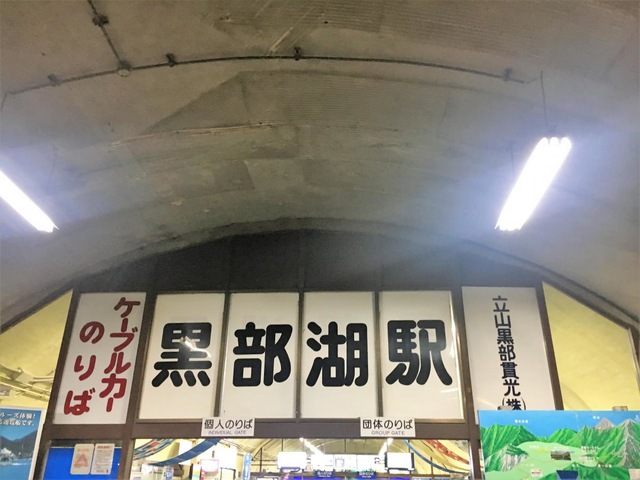 ケーブルカー
のりば
黒部湖駅
立山黒部貫光(株)
個人のりば
INDIVIDUAL GATE
団体のりば
GROUP GATE